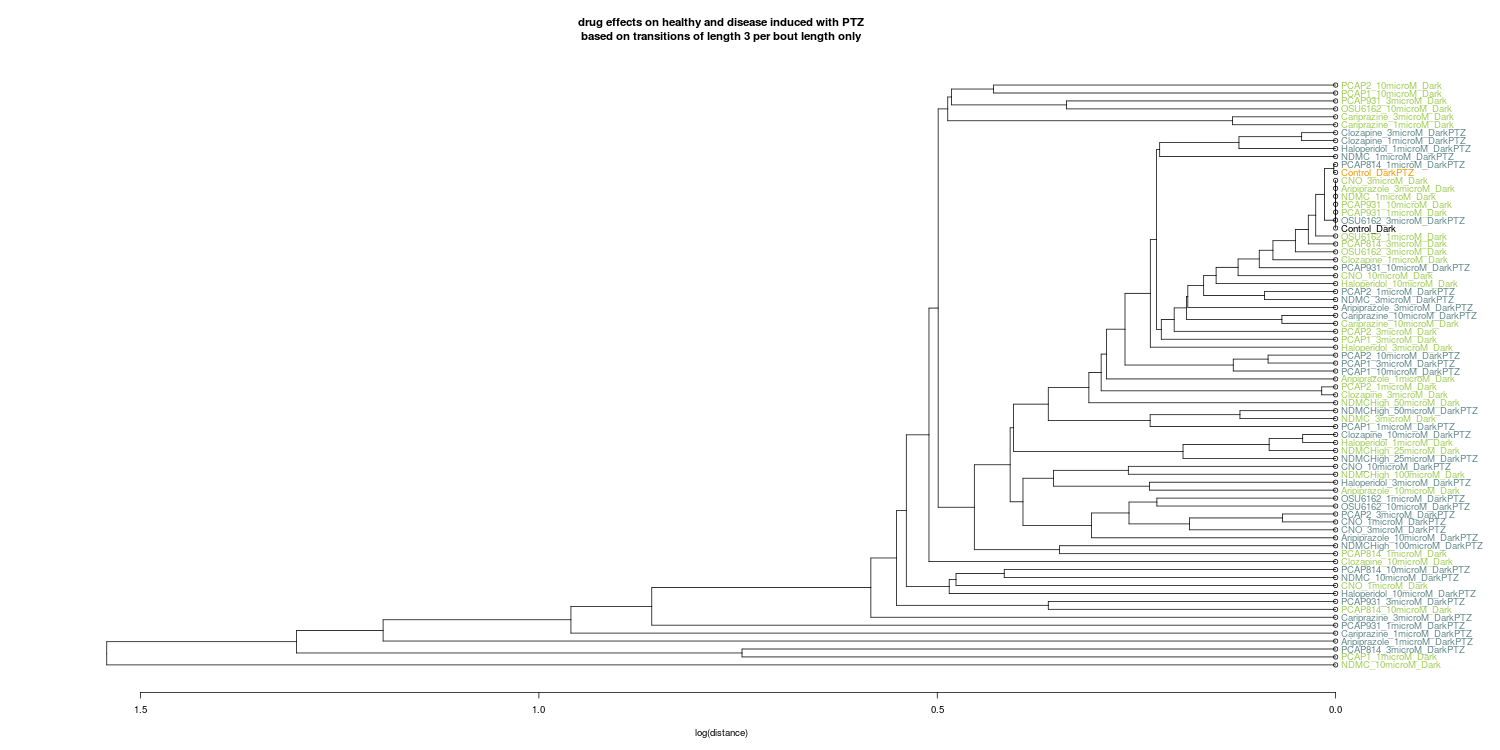 drug effects on healthy and disease induced with PTZ
based on transitions of length 3 per bout length only
PCAP2_10microM_Dark
PCAP1_10microM_Dark
PCAP931_3microM_Dark
OSU6162_10microM_Dark
Cariprazine_3microM_Dark
Cariprazine_1microM_Dark
Clozapine_3microM_DarkPTZ
Clozapine_1microM_DarkPTZ
Haloperidol_1microM_DarkPTZ
NDMC_1microM_DarkPTZ
PCAP814_1microM_DarkPTZ
Control_DarkPTZ
CNO_3microM_Dark
Aripiprazole_3microM_Dark
NDMC_1microM_Dark
PCAP931_10microM_Dark
PCAP931_1microM_Dark
OSU6162_3microM_DarkPTZ
Control_Dark
OSU6162_1microM_Dark
PCAP814_3microM_Dark
OSU6162_3microM_Dark
Clozapine_1microM_Dark
PCAP931_10microM_DarkPTZ
CNO_10microM_Dark
Haloperidol_10microM_Dark
PCAP2_1microM_DarkPTZ
NDMC_3microM_DarkPTZ
Aripiprazole_3microM_DarkPTZ
Cariprazine_10microM_DarkPTZ
Cariprazine_10microM_Dark
PCAP2_3microM_Dark
PCAP1_3microM_Dark
Haloperidol_3microM_Dark
PCAP2_10microM_DarkPTZ
PCAP1_3microM_DarkPTZ
PCAP1_10microM_DarkPTZ
Aripiprazole_1microM_Dark
PCAP2_1microM_Dark
Clozapine_3microM_Dark
NDMCHigh_50microM_Dark
NDMCHigh_50microM_DarkPTZ
NDMC_3microM_Dark
PCAP1_1microM_DarkPTZ
Clozapine_10microM_DarkPTZ
Haloperidol_1microM_Dark
NDMCHigh_25microM_Dark
NDMCHigh_25microM_DarkPTZ
CNO_10microM_DarkPTZ
NDMCHigh_100microM_Dark
Haloperidol_3microM_DarkPTZ
Aripiprazole_10microM_Dark
OSU6162_1microM_DarkPTZ
OSU6162_10microM_DarkPTZ
PCAP2_3microM_DarkPTZ
CNO_1microM_DarkPTZ
CNO_3microM_DarkPTZ
Aripiprazole_10microM_DarkPTZ
NDMCHigh_100microM_DarkPTZ
PCAP814_1microM_Dark
Clozapine_10microM_Dark
PCAP814_10microM_DarkPTZ
NDMC_10microM_DarkPTZ
CNO_1microM_Dark
Haloperidol_10microM_DarkPTZ
PCAP931_3microM_DarkPTZ
PCAP814_10microM_Dark
Cariprazine_3microM_DarkPTZ
PCAP931_1microM_DarkPTZ
Cariprazine_1microM_DarkPTZ
Aripiprazole_1microM_DarkPTZ
PCAP814_3microM_DarkPTZ
PCAP1_1microM_Dark
NDMC_10microM_Dark
1.5 1.0 0.5 0.0
log(distance)